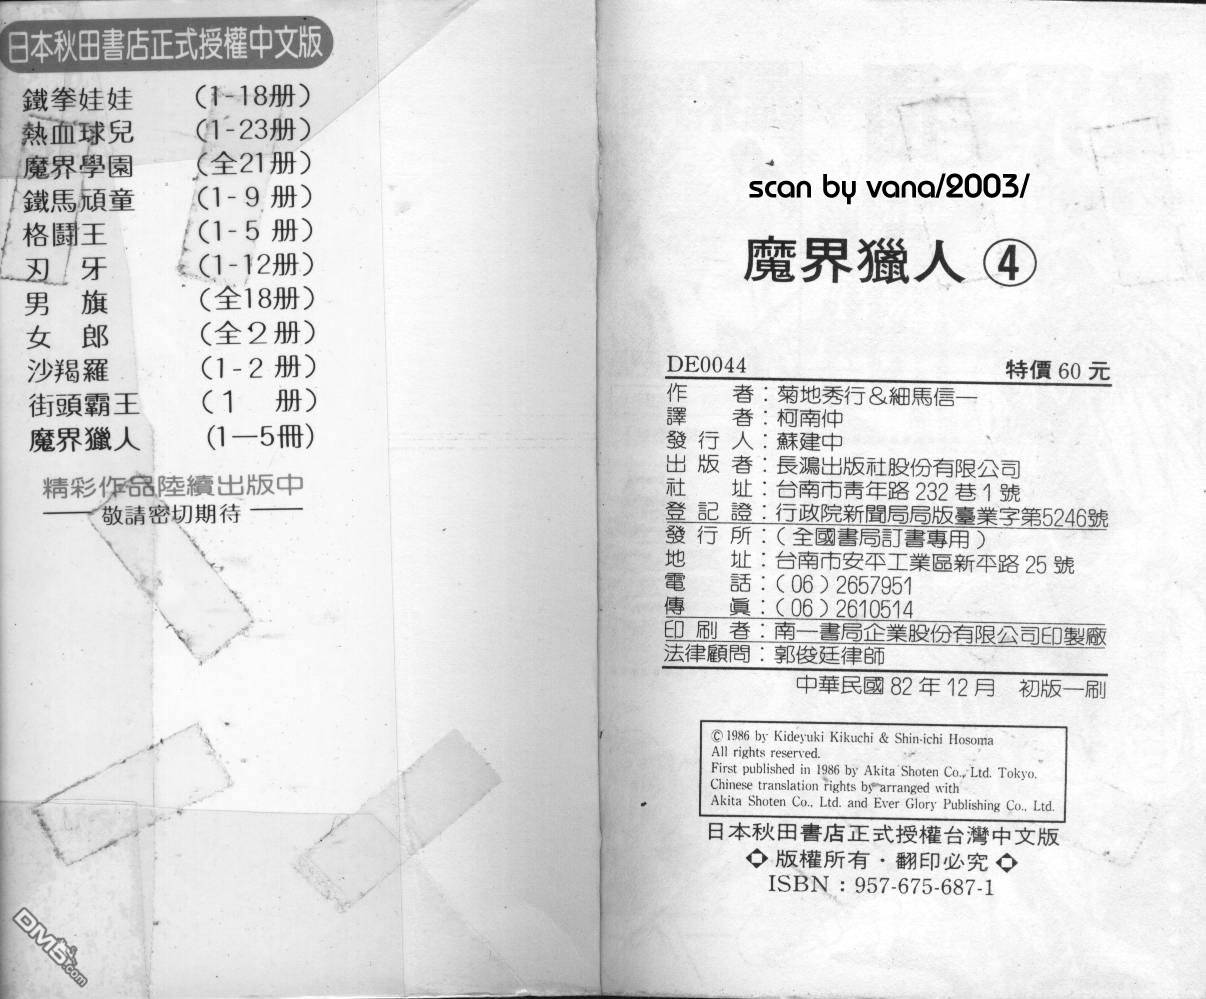 日本秋田書店正式授權中文版
鐵拳娃娃 （1-18册）
熱血球兒 （1-23册）
魔界學園 （全21册）
鐵馬頑童 （1-9册）
格鬪王 （1-5册）
刃牙 （1-12册）
男旗 （全18册）
女郎 （全2册）
沙羯羅 （1-2册）
街頭霸王 （1册）
魔界獵人 （1—5冊）
精彩作品陸續出版中
敬請密切期待
DM5.com
scan by vana/2003/
魔界獵人 ④
DE0044 特價 60 元
作者：菊地秀行＆細馬信一
譯者：柯南仲
發行人：蘇建中
出版者：長鴻出版社股份有限公司
社址：台南市青年路 232 巷 1 號
登記證：行政院新聞局局版臺業字第5246號
發行所：（全國書局訂書專用）
地址：台南市安平工業區新平路 25 號
電話：（06）2657951
傳眞：（06）2610514
印刷者：南一書局企業股份有限公司印製廠
法律顧問：郭俊廷律師
中華民國 82 年 12 月 初版一刷
© 1986 by Kideyuki Kikuchi & Shin-ichi Hosoma
All rights reserved.
First published in 1986 by Akita Shoten Co., Ltd. Tokyo.
Chinese translation rights by arranged with
Akita Shoten Co., Ltd. and Ever Glory Publishing Co., Ltd.
日本秋田書店正式授權台灣中文版
版權所有・翻印必究
ISBN：957-675-687-1